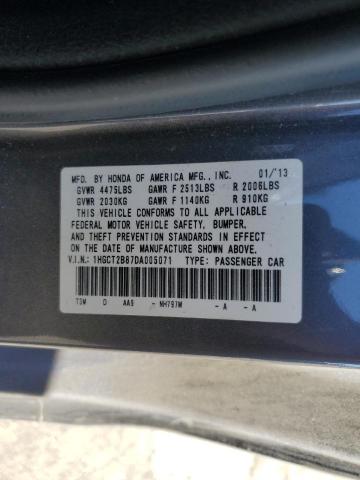 MFD. BY HONDA OF AMERICA MFG., INC. 01/'13
GVWR 4475LBS GAWR F 2513LBS R 2006LBS
GVWR 2030KG GAWR F 1140KG R 910KG
THIS VEHICLE CONFORMS TO ALL APPLICABLE
FEDERAL MOTOR VEHICLE SAFETY, BUMPER,
AND THEFT PREVENTION STANDARDS IN EFFECT
ON THE DATE OF MANUFACTURE SHOWN ABOVE.
V.I.N.: 1HGCT2B87DA005071 TYPE: PASSENGER CAR
T3M 0 AA9 - NH797M - A - A